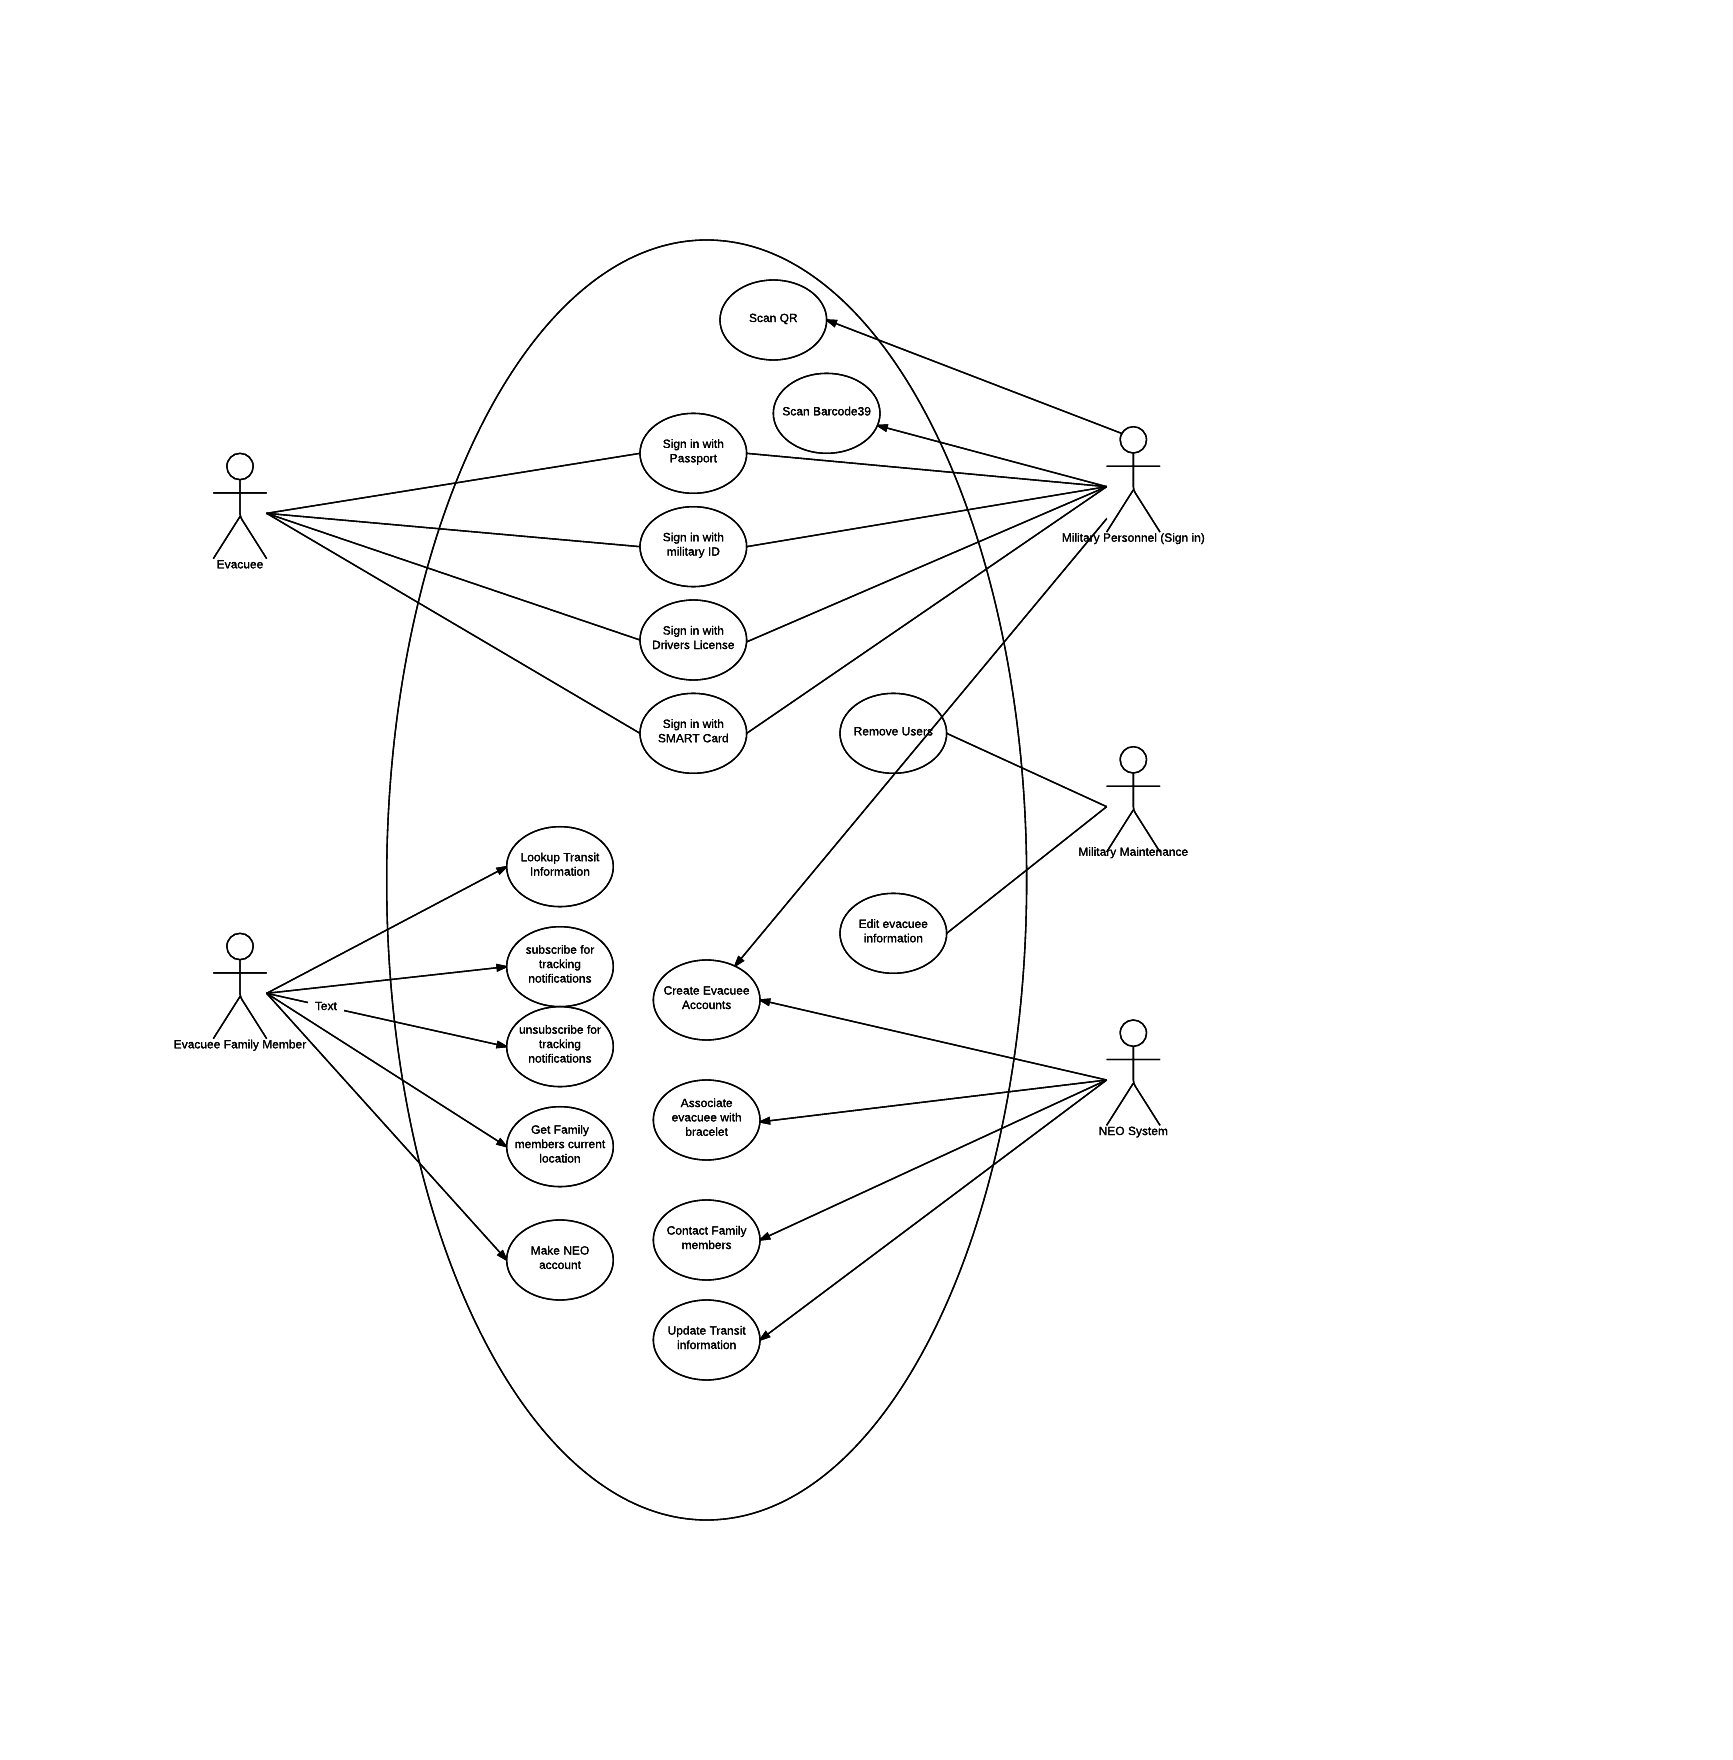 Scan QR
Scan Barcode39
Sign in with
Passport
Sign in with
military ID
Military Personnel (Sign in)
Evacuee
Sign in with
Drivers License
Sign in with
SMART Card
Remove Users
Military Maintenance
Lookup Transit
Information
Edit evacuee
information
subscribe for
tracking
notifications
Create Evacuee
Accounts
Text
unsubscribe for
tracking
notifications
Evacuee Family Member
Associate
evacuee with
bracelet
NEO System
Get Family
members current
location
Contact Family
members
Make NEO
account
Update Transit
information